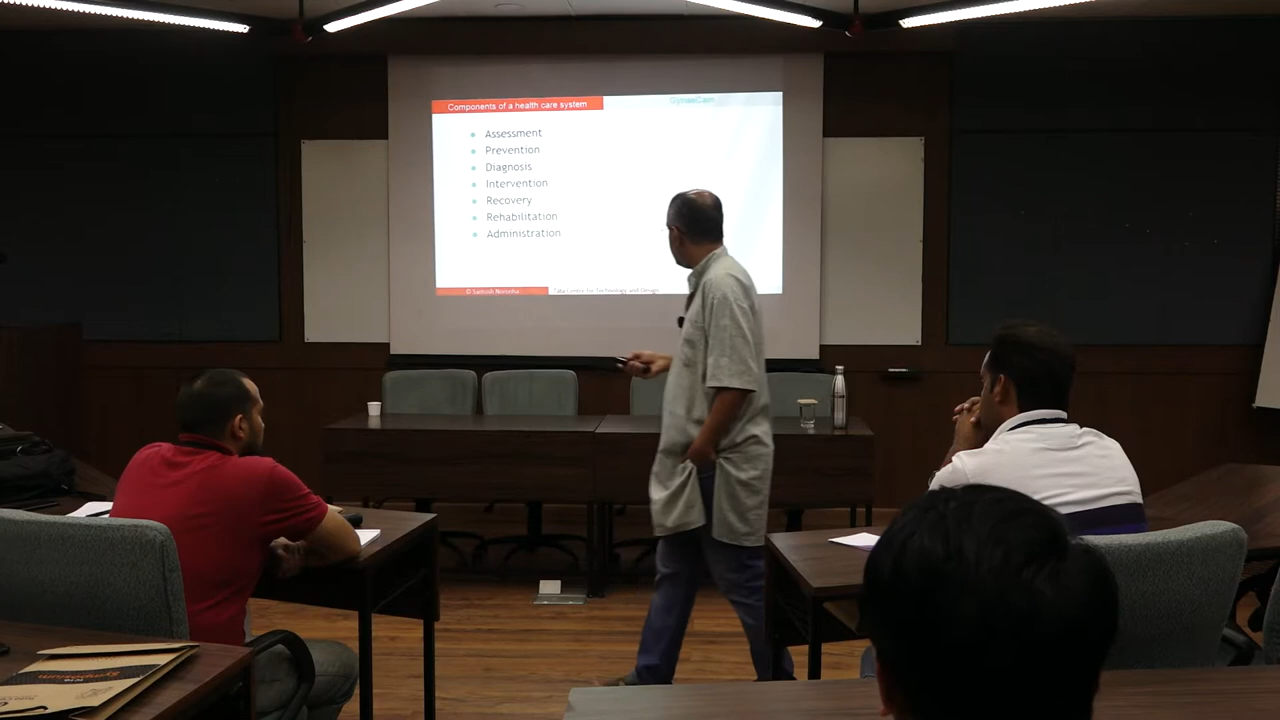 Components of a health care system
GynaeCam
Assessment
Prevention
Diagnosis
Intervention
Recovery
Rehabilitation
Administration
© Santosh Noronha
Tata Centre for Technology and Design
Symposium